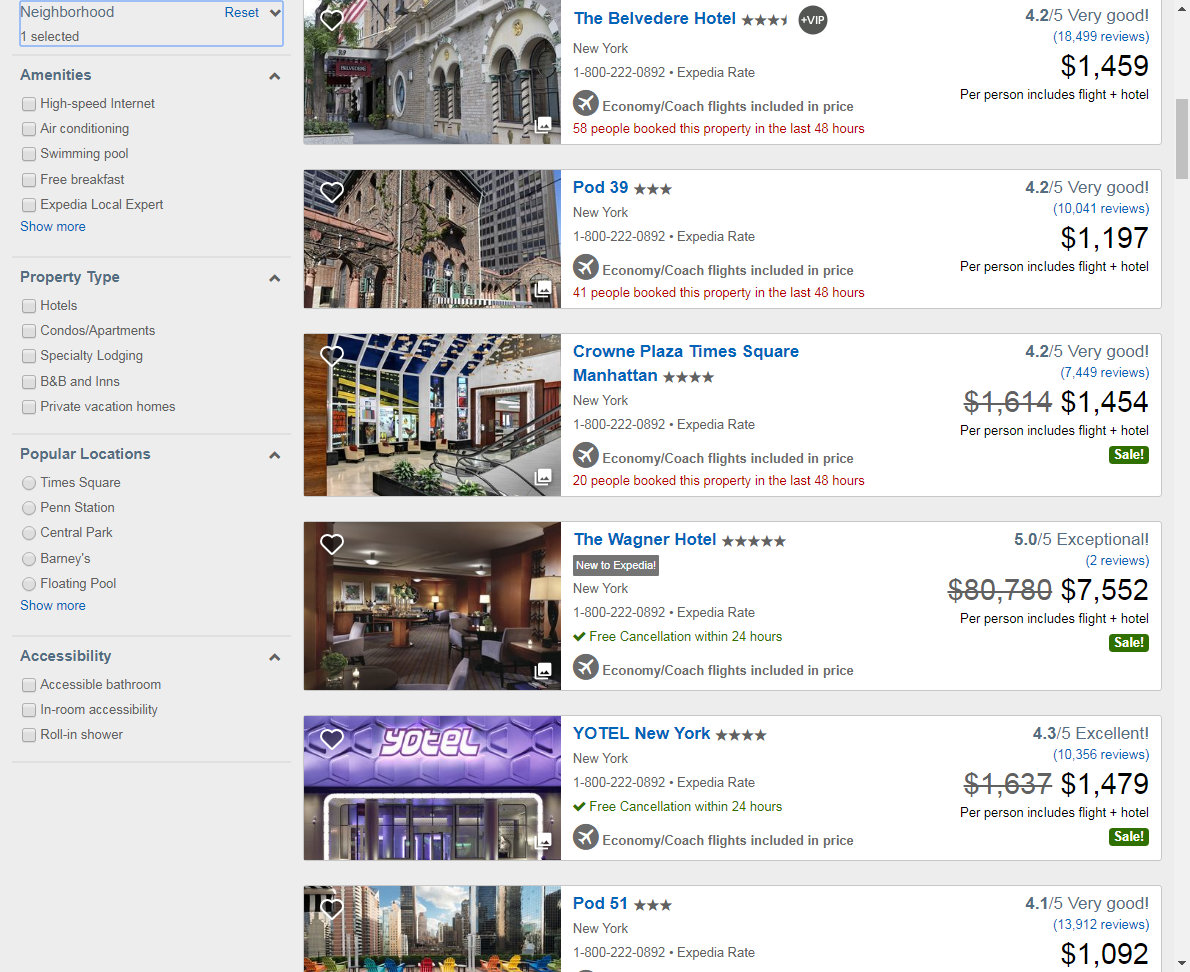 Neighborhood Reset
1 selected
Amenities
High-speed Internet
Air conditioning
Swimming pool
Free breakfast
Expedia Local Expert
Show more
Property Type
Hotels
Condos/Apartments
Specialty Lodging
B&B and Inns
Private vacation homes
Popular Locations
Times Square
Penn Station
Central Park
Barney's
Floating Pool
Show more
Accessibility
Accessible bathroom
In-room accessibility
Roll-in shower
BELVEDERE
The Belvedere Hotel +VIP
New York
1-800-222-0892 • Expedia Rate
Economy/Coach flights included in price
58 people booked this property in the last 48 hours
4.2/5 Very good!
(18,499 reviews)
$1,459
Per person includes flight + hotel
Pod 39
New York
1-800-222-0892 • Expedia Rate
Economy/Coach flights included in price
41 people booked this property in the last 48 hours
4.2/5 Very good!
(10,041 reviews)
$1,197
Per person includes flight + hotel
Crowne Plaza Times Square
Manhattan
New York
1-800-222-0892 • Expedia Rate
Economy/Coach flights included in price
20 people booked this property in the last 48 hours
4.2/5 Very good!
(7,449 reviews)
$1,614 $1,454
Per person includes flight + hotel
Sale!
The Wagner Hotel
New to Expedia!
New York
1-800-222-0892 • Expedia Rate
Free Cancellation within 24 hours
Economy/Coach flights included in price
5.0/5 Exceptional!
(2 reviews)
$80,780 $7,552
Per person includes flight + hotel
Sale!
YOTEL
YOTEL New York
New York
1-800-222-0892 • Expedia Rate
Free Cancellation within 24 hours
Economy/Coach flights included in price
4.3/5 Excellent!
(10,356 reviews)
$1,637 $1,479
Per person includes flight + hotel
Sale!
Pod 51
New York
1-800-222-0892 • Expedia Rate
4.1/5 Very good!
(13,912 reviews)
$1,092